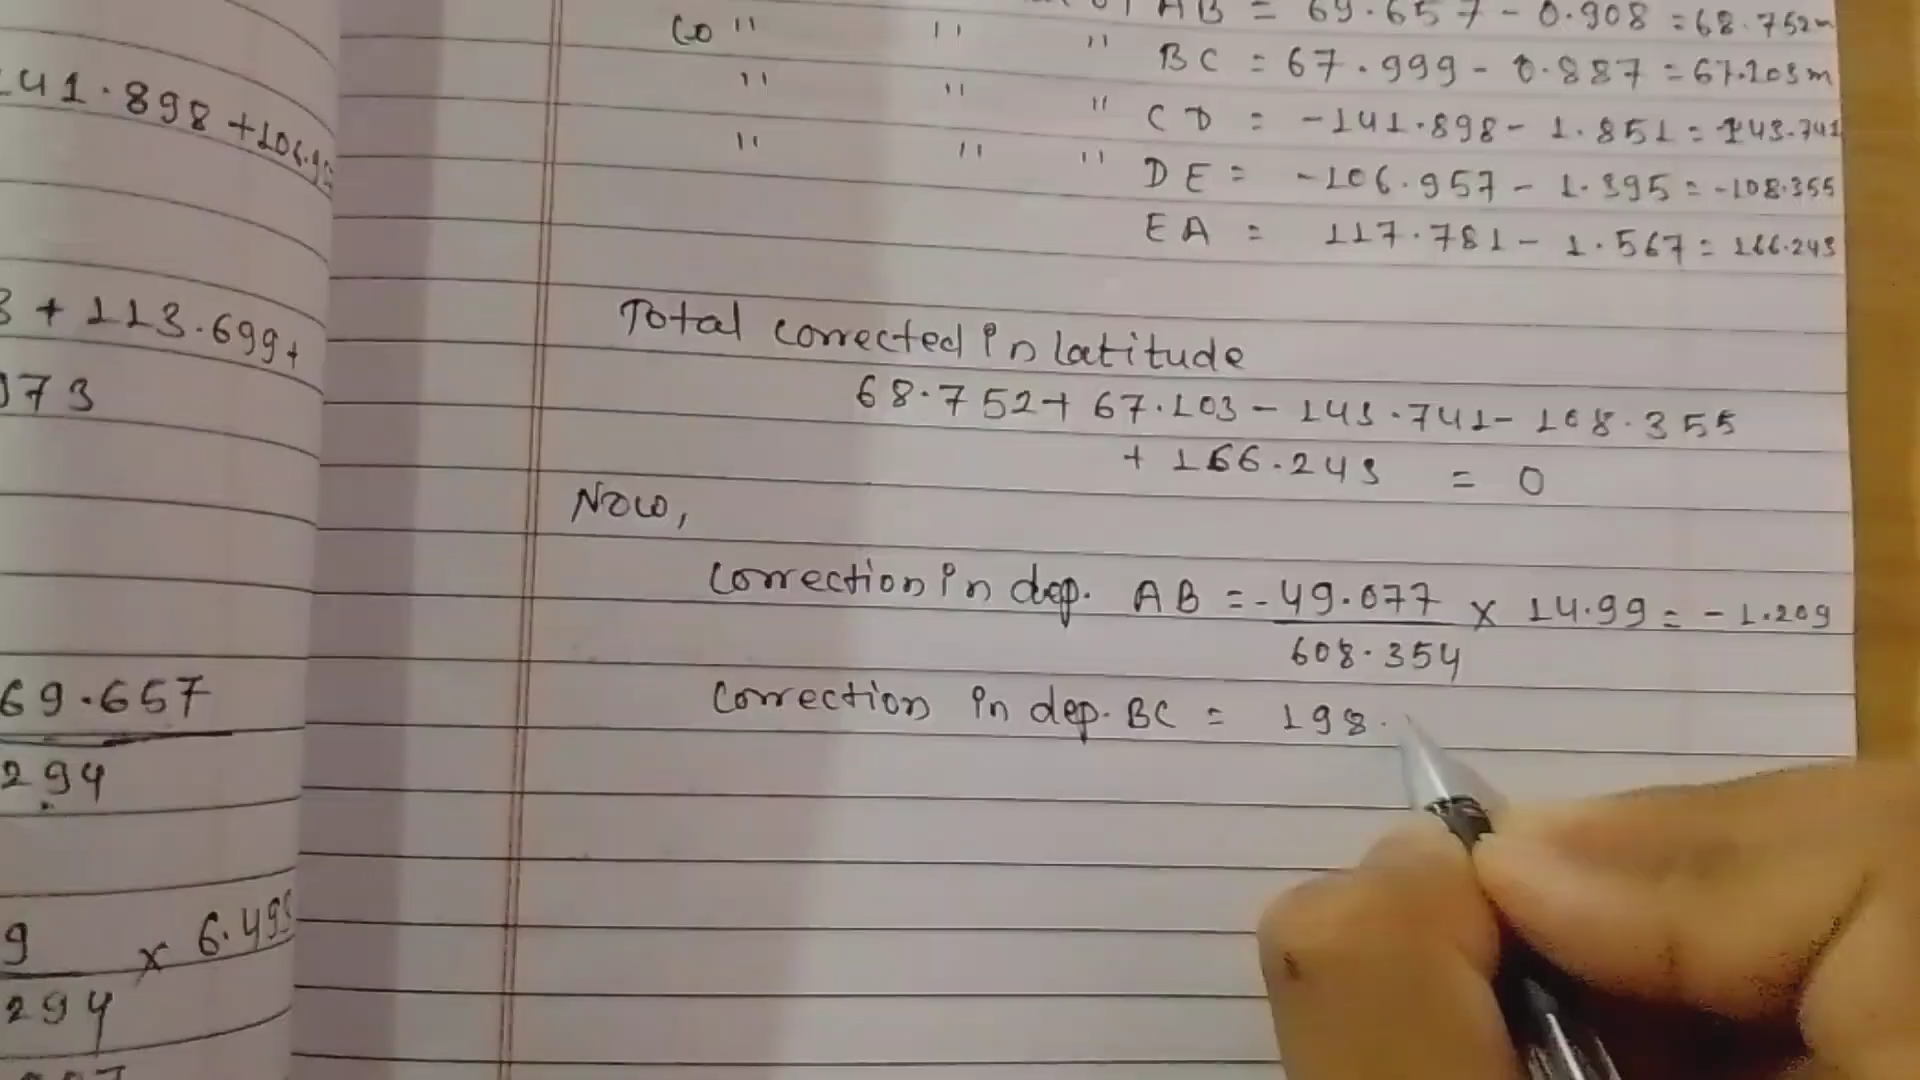 AB = 69.657 - 0.908 = 68.752m
Co " " " BC = 67.999 - 0.887 = 67.103m
" " " CD = -141.898 - 1.851 = -143.741
" " " DE = -106.957 - 1.395 = -108.355
EA = 117.781 - 1.567 = 166.243
Total corrected in latitude
68.752 + 67.103 - 143.741 - 108.355
+ 166.243 = 0
Now,
Correction in dep. AB = - 49.077 × 14.99 = - 1.209
608.354
Correction in dep. BC = 198.
41.898 + 106.9
3 + 113.699 +
973
69.657
294
9 × 6.49
294